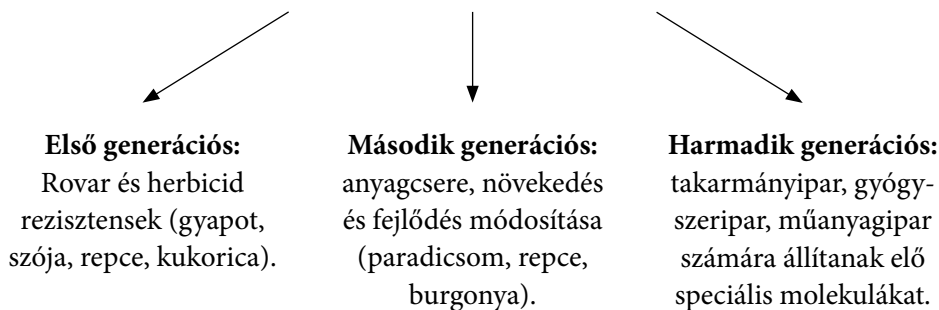 Első generációs:
Rovar és herbicid
rezisztensek (gyapot,
szója, repce, kukorica).
Második generációs:
anyagcsere, növekedés
és fejlődés módosítása
(paradicsom, repce,
burgonya).
Harmadik generációs:
takarmányipar, gyógy-
szeripar, műanyagipar
számára állítanak elő
speciális molekulákat.